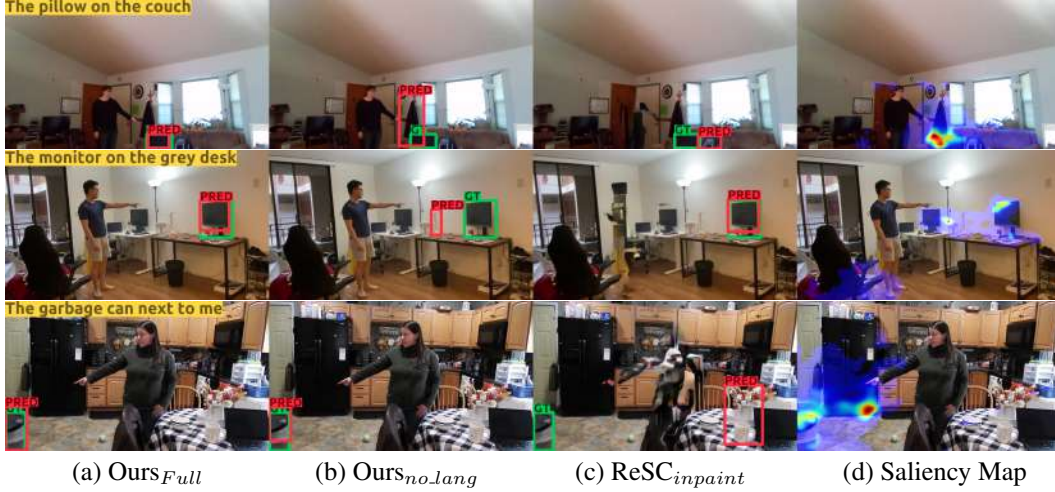 The pillow on the couch
PRED
PRED
G
GT
PRED
The monitor on the grey desk
PRED
PRED
GT
PRED
The garbage can next to me
PRED
GT
PRED
GT
GT
PRED
(a) Ours_Full
(b) Ours_no_lang
(c) ReSC_inpaint
(d) Saliency Map